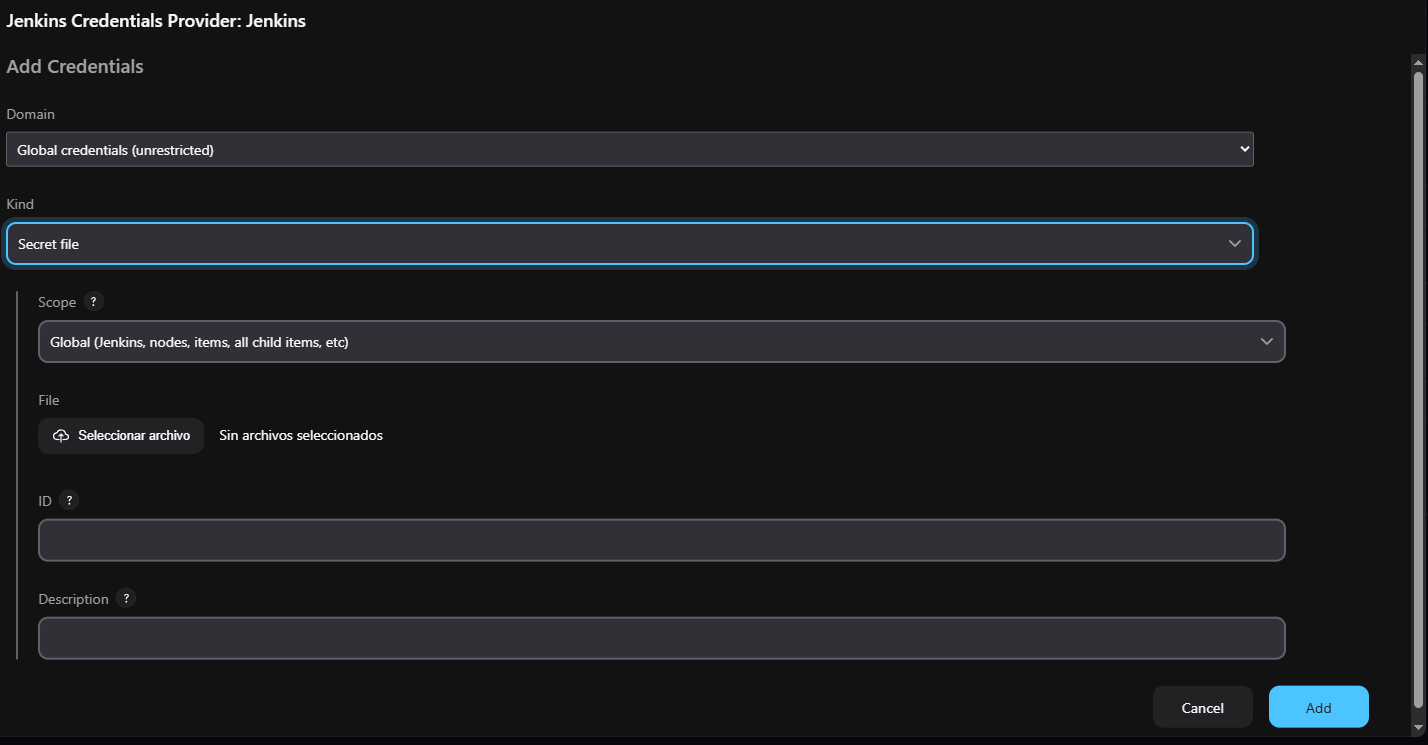 Jenkins Credentials Provider: Jenkins
Add Credentials
Domain
Global credentials (unrestricted)
Kind
Secret file
Scope ?
Global (Jenkins, nodes, items, all child items, etc)
File
Seleccionar archivo Sin archivos seleccionados
ID ?
Description ?
Cancel Add